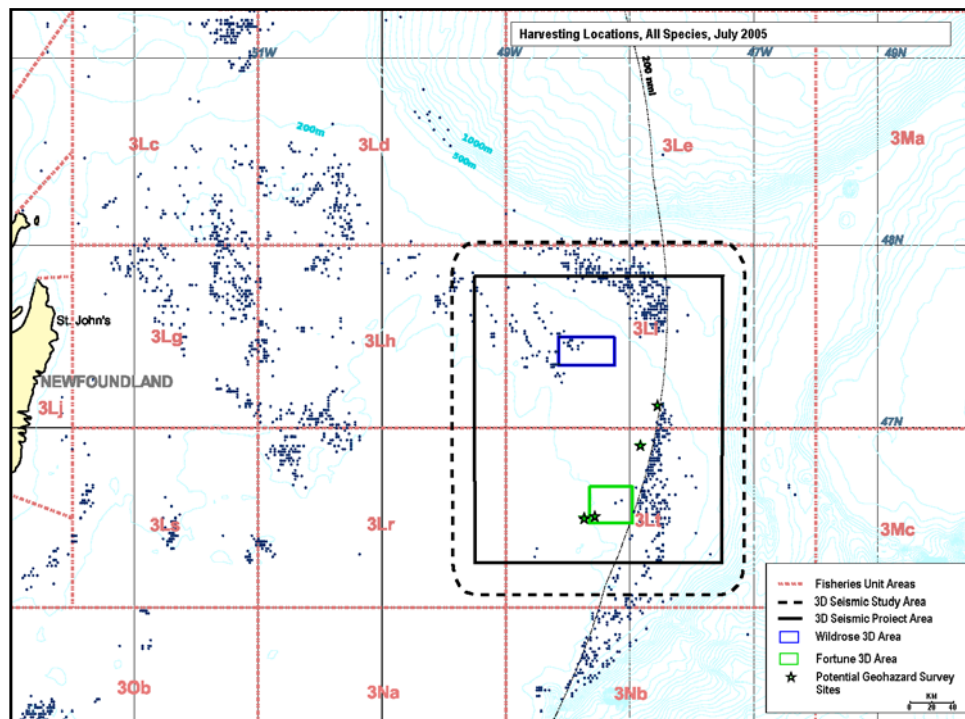 Harvesting Locations, All Species, July 2005
51W 49W 47W 49N
200 nmi
200m
1000m
500m
3Lc 3Ld 3Le 3Ma
48N
St. John's
3Lg 3Lh 3Li
NEWFOUNDLAND
3Lj
47N
3Ls 3Lr 3Lt 3Mc
3Ob 3Na 3Nb
Fisheries Unit Areas
3D Seismic Study Area
3D Seismic Project Area
Wildrose 3D Area
Fortune 3D Area
Potential Geohazard Survey
Sites
KM
0 20 40